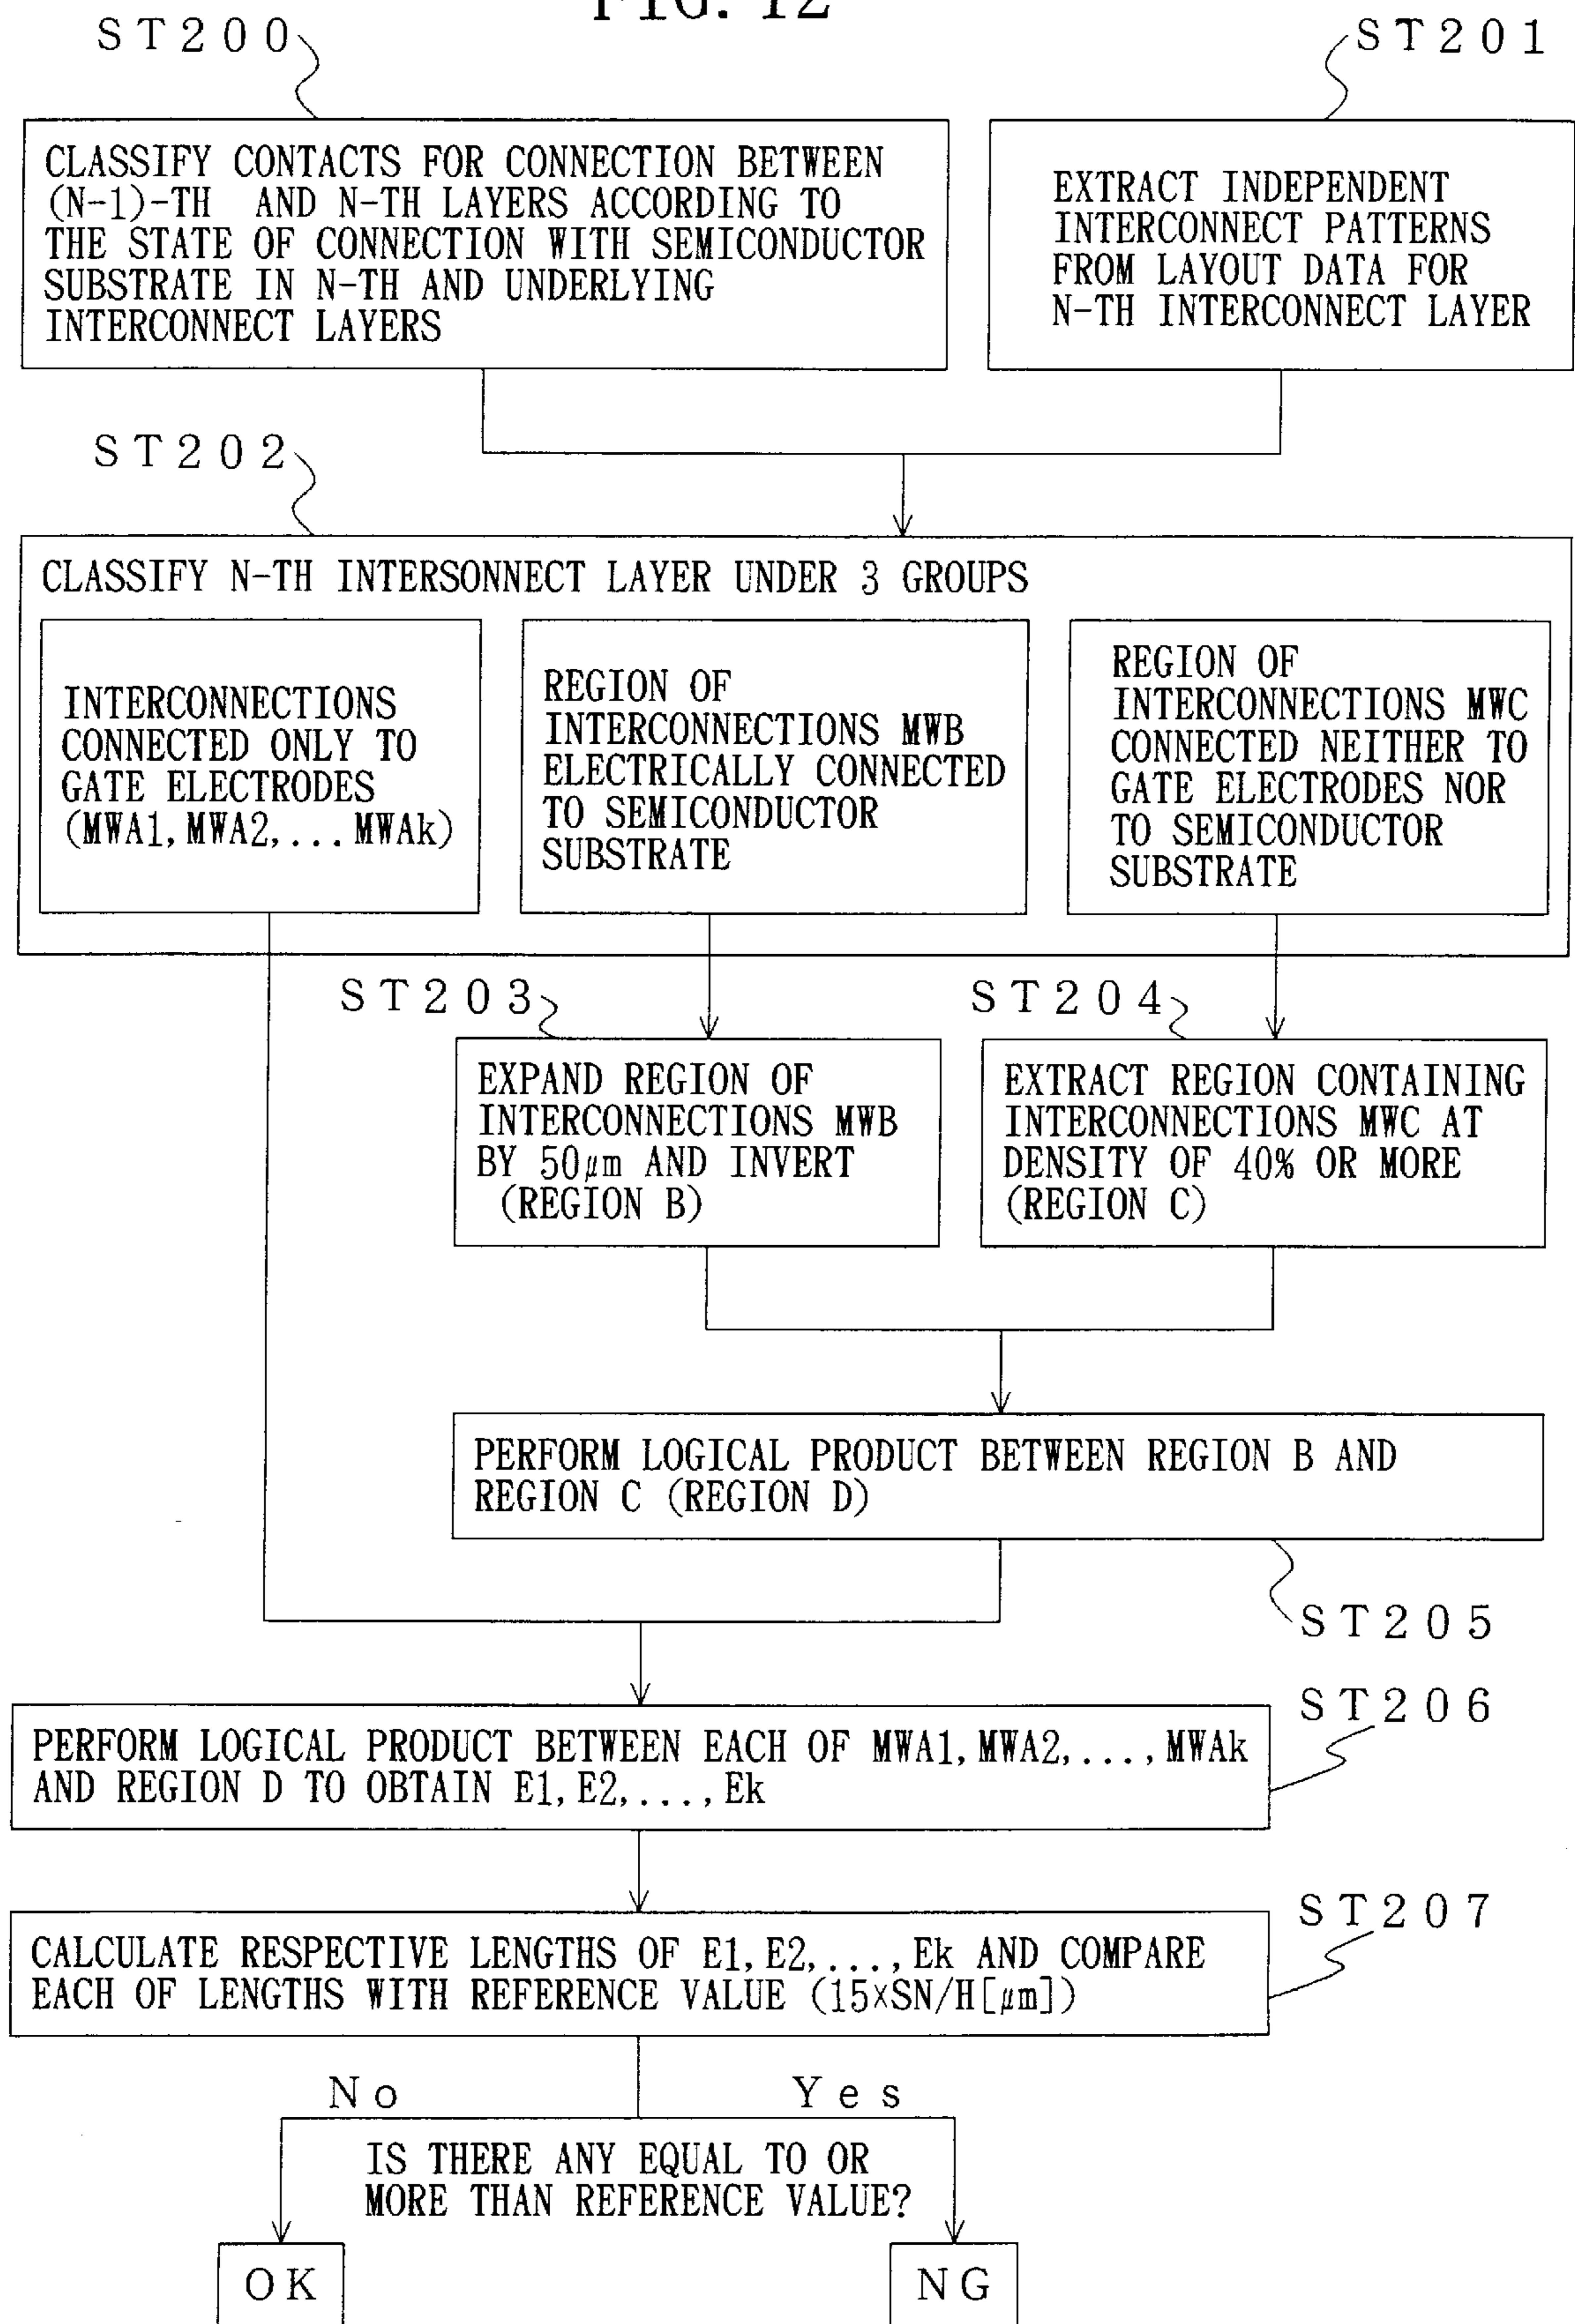 FIG. 12
ST200
ST201
CLASSIFY CONTACTS FOR CONNECTION BETWEEN
(N-1)-TH AND N-TH LAYERS ACCORDING TO
THE STATE OF CONNECTION WITH SEMICONDUCTOR
SUBSTRATE IN N-TH AND UNDERLYING
INTERCONNECT LAYERS
EXTRACT INDEPENDENT
INTERCONNECT PATTERNS
FROM LAYOUT DATA FOR
N-TH INTERCONNECT LAYER
ST202
CLASSIFY N-TH INTERSONNECT LAYER UNDER 3 GROUPS
INTERCONNECTIONS
CONNECTED ONLY TO
GATE ELECTRODES
(MWA1, MWA2, ... MWAk)
REGION OF
INTERCONNECTIONS MWB
ELECTRICALLY CONNECTED
TO SEMICONDUCTOR
SUBSTRATE
REGION OF
INTERCONNECTIONS MWC
CONNECTED NEITHER TO
GATE ELECTRODES NOR
TO SEMICONDUCTOR
SUBSTRATE
ST203
ST204
EXPAND REGION OF
INTERCONNECTIONS MWB
BY 50μm AND INVERT
(REGION B)
EXTRACT REGION CONTAINING
INTERCONNECTIONS MWC AT
DENSITY OF 40% OR MORE
(REGION C)
PERFORM LOGICAL PRODUCT BETWEEN REGION B AND
REGION C (REGION D)
ST205
ST206
PERFORM LOGICAL PRODUCT BETWEEN EACH OF MWA1, MWA2, ..., MWAk
AND REGION D TO OBTAIN E1, E2, ..., Ek
ST207
CALCULATE RESPECTIVE LENGTHS OF E1, E2, ..., Ek AND COMPARE
EACH OF LENGTHS WITH REFERENCE VALUE (15×SN/H[μm])
No
Yes
IS THERE ANY EQUAL TO OR
MORE THAN REFERENCE VALUE?
OK
NG